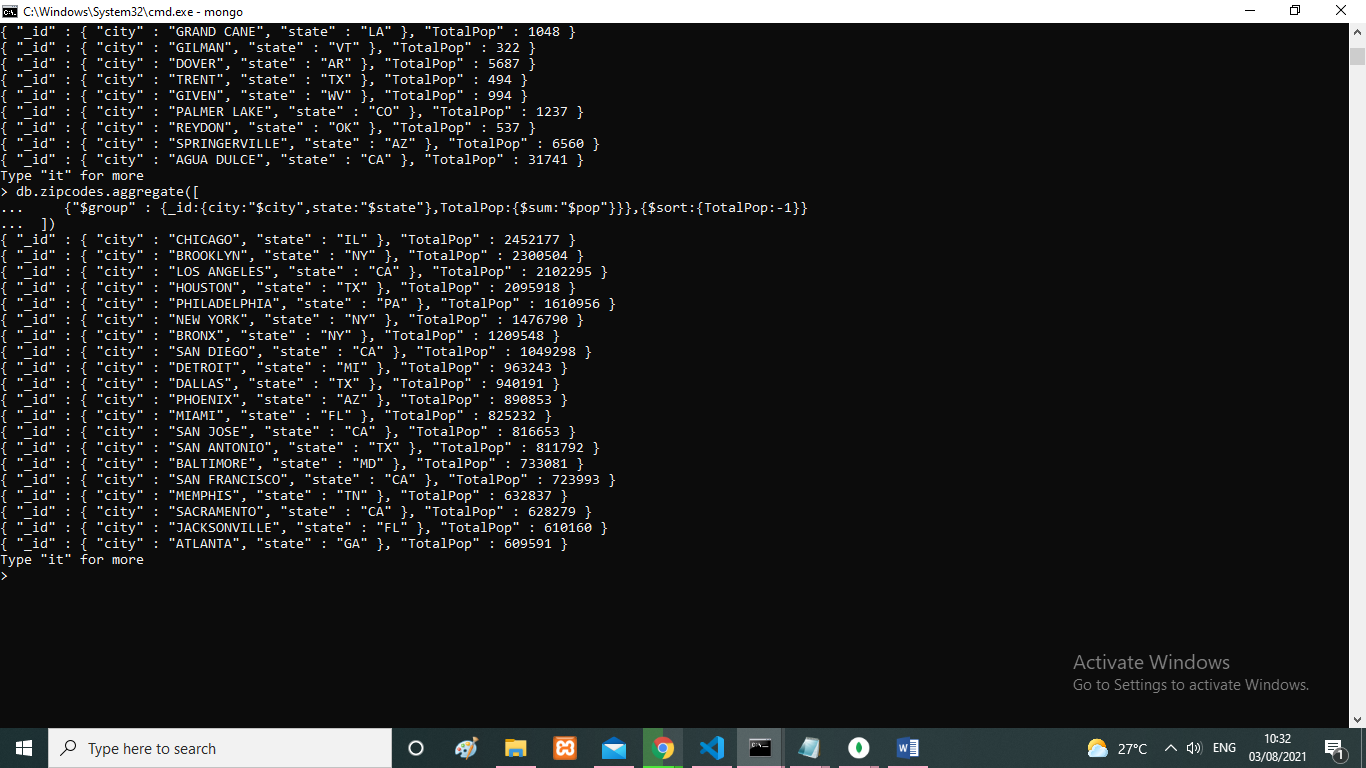 C:\Windows\System32\cmd.exe - mongo
{ "_id" : { "city" : "GRAND CANE", "state" : "LA" }, "TotalPop" : 1048 }
{ "_id" : { "city" : "GILMAN", "state" : "VT" }, "TotalPop" : 322 }
{ "_id" : { "city" : "DOVER", "state" : "AR" }, "TotalPop" : 5687 }
{ "_id" : { "city" : "TRENT", "state" : "TX" }, "TotalPop" : 494 }
{ "_id" : { "city" : "GIVEN", "state" : "WV" }, "TotalPop" : 994 }
{ "_id" : { "city" : "PALMER LAKE", "state" : "CO" }, "TotalPop" : 1237 }
{ "_id" : { "city" : "REYDON", "state" : "OK" }, "TotalPop" : 537 }
{ "_id" : { "city" : "SPRINGERVILLE", "state" : "AZ" }, "TotalPop" : 6560 }
{ "_id" : { "city" : "AGUA DULCE", "state" : "CA" }, "TotalPop" : 31741 }
Type "it" for more
> db.zipcodes.aggregate([
...     {"$group" : {_id:{city:"$city",state:"$state"},TotalPop:{$sum:"$pop"}}},{$sort:{TotalPop:-1}}
...  ])
{ "_id" : { "city" : "CHICAGO", "state" : "IL" }, "TotalPop" : 2452177 }
{ "_id" : { "city" : "BROOKLYN", "state" : "NY" }, "TotalPop" : 2300504 }
{ "_id" : { "city" : "LOS ANGELES", "state" : "CA" }, "TotalPop" : 2102295 }
{ "_id" : { "city" : "HOUSTON", "state" : "TX" }, "TotalPop" : 2095918 }
{ "_id" : { "city" : "PHILADELPHIA", "state" : "PA" }, "TotalPop" : 1610956 }
{ "_id" : { "city" : "NEW YORK", "state" : "NY" }, "TotalPop" : 1476790 }
{ "_id" : { "city" : "BRONX", "state" : "NY" }, "TotalPop" : 1209548 }
{ "_id" : { "city" : "SAN DIEGO", "state" : "CA" }, "TotalPop" : 1049298 }
{ "_id" : { "city" : "DETROIT", "state" : "MI" }, "TotalPop" : 963243 }
{ "_id" : { "city" : "DALLAS", "state" : "TX" }, "TotalPop" : 940191 }
{ "_id" : { "city" : "PHOENIX", "state" : "AZ" }, "TotalPop" : 890853 }
{ "_id" : { "city" : "MIAMI", "state" : "FL" }, "TotalPop" : 825232 }
{ "_id" : { "city" : "SAN JOSE", "state" : "CA" }, "TotalPop" : 816653 }
{ "_id" : { "city" : "SAN ANTONIO", "state" : "TX" }, "TotalPop" : 811792 }
{ "_id" : { "city" : "BALTIMORE", "state" : "MD" }, "TotalPop" : 733081 }
{ "_id" : { "city" : "SAN FRANCISCO", "state" : "CA" }, "TotalPop" : 723993 }
{ "_id" : { "city" : "MEMPHIS", "state" : "TN" }, "TotalPop" : 632837 }
{ "_id" : { "city" : "SACRAMENTO", "state" : "CA" }, "TotalPop" : 628279 }
{ "_id" : { "city" : "JACKSONVILLE", "state" : "FL" }, "TotalPop" : 610160 }
{ "_id" : { "city" : "ATLANTA", "state" : "GA" }, "TotalPop" : 609591 }
Type "it" for more
>
Activate Windows
Go to Settings to activate Windows.
Type here to search
27°C
ENG
10:32
03/08/2021
1